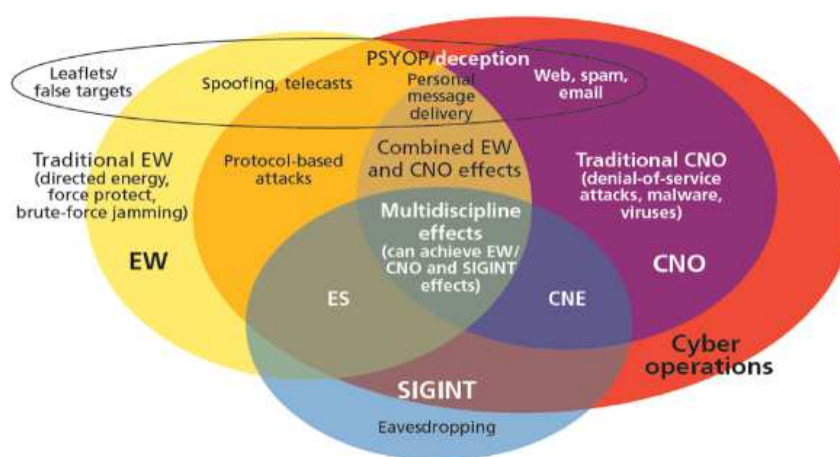 PSYOP/deception
Leaflets/
false targets
Spoofing, telecasts
Personal
message
delivery
Web, spam,
email
Traditional EW
(directed energy,
force protect,
brute-force jamming)
EW
Protocol-based
attacks
Combined EW
and CNO effects
Traditional CNO
(denial-of-service
attacks, malware,
viruses)
CNO
Multidiscipline
effects
(can achieve EW/
CNO and SIGINT
effects)
ES
CNE
Cyber
operations
SIGINT
Eavesdropping